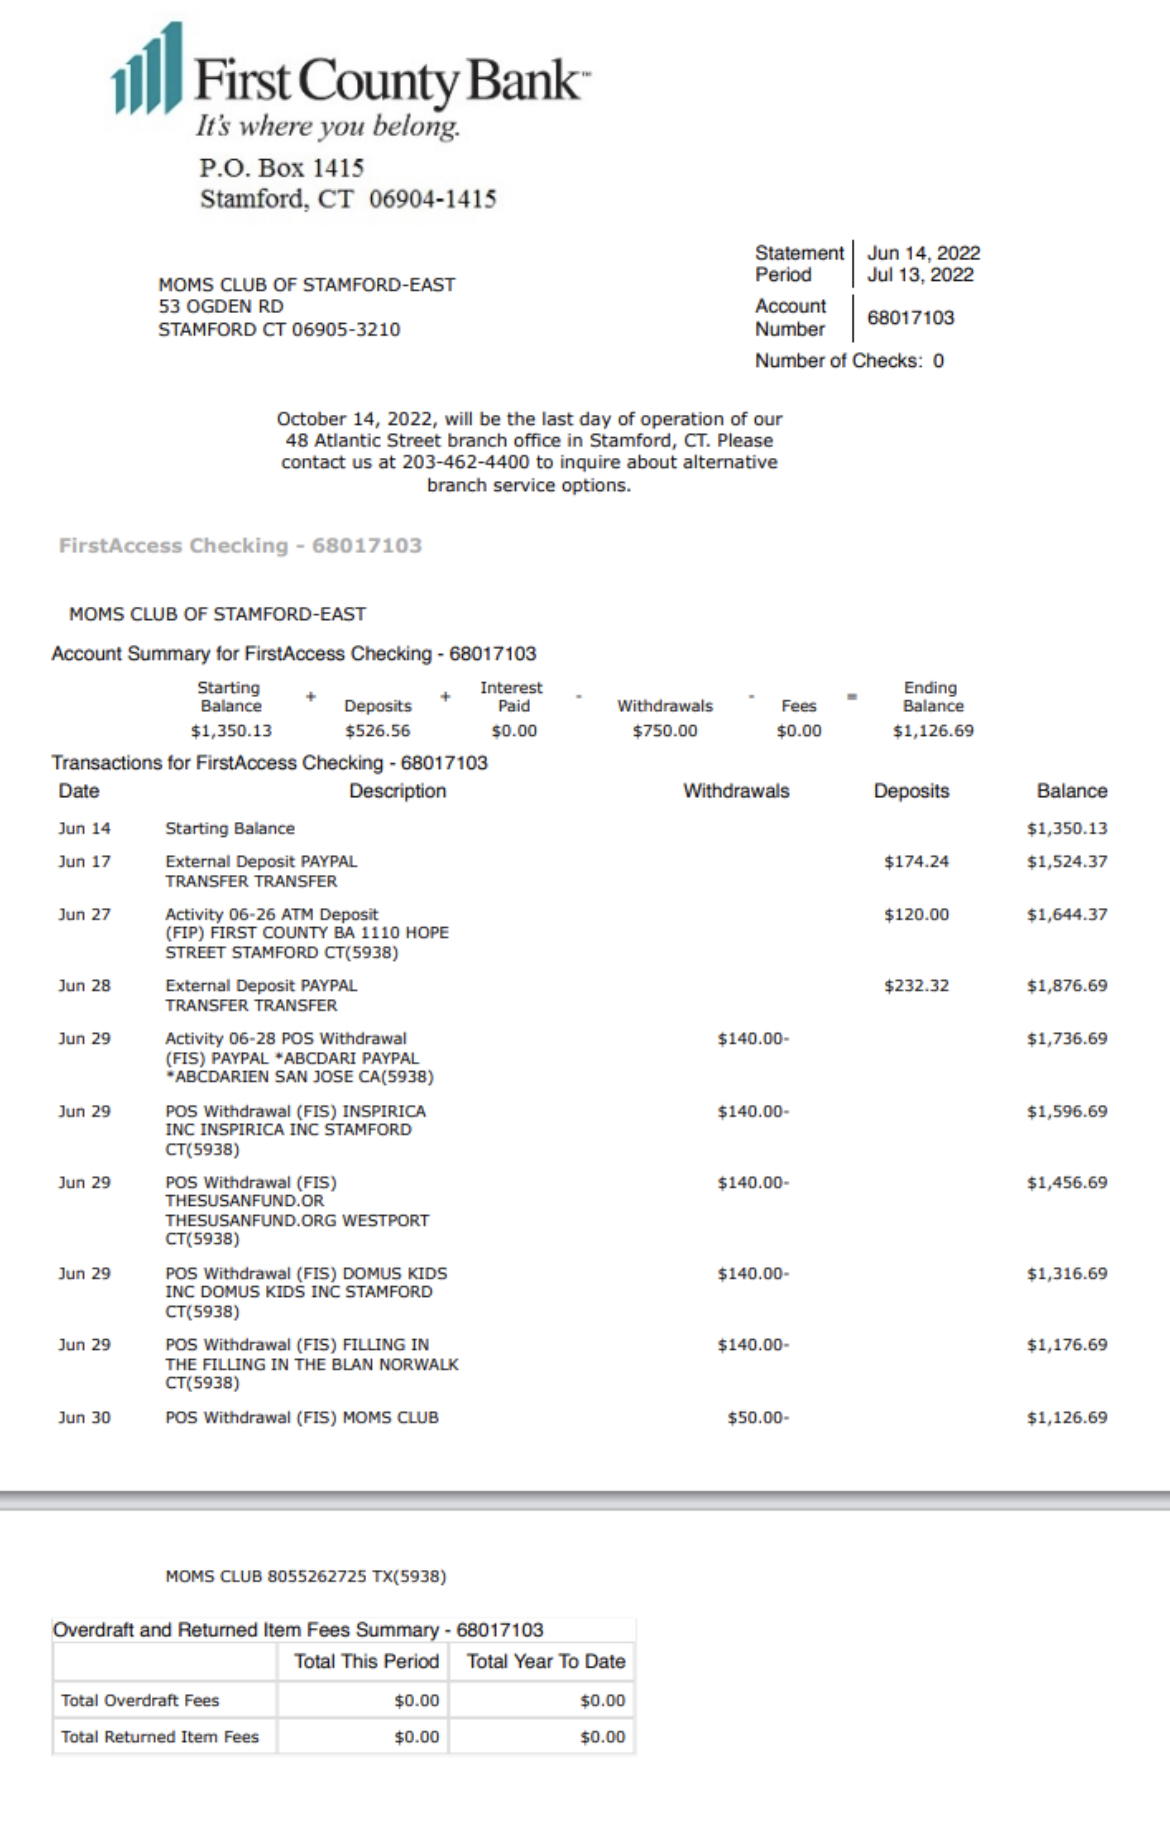 First County Bank™
It's where you belong.
P.O. Box 1415
Stamford, CT 06904-1415
Statement Period Jun 14, 2022 Jul 13, 2022
MOMS CLUB OF STAMFORD-EAST
53 OGDEN RD
STAMFORD CT 06905-3210
Account Number 68017103
Number of Checks: 0
October 14, 2022, will be the last day of operation of our
48 Atlantic Street branch office in Stamford, CT. Please
contact us at 203-462-4400 to inquire about alternative
branch service options.
FirstAccess Checking - 68017103
MOMS CLUB OF STAMFORD-EAST
Account Summary for FirstAccess Checking - 68017103
Starting Balance + Deposits + Interest Paid - Withdrawals - Fees = Ending Balance
$1,350.13 $526.56 $0.00 $750.00 $0.00 $1,126.69
Transactions for FirstAccess Checking - 68017103
Date Description Withdrawals Deposits Balance
Jun 14 Starting Balance $1,350.13
Jun 17 External Deposit PAYPAL $174.24 $1,524.37
TRANSFER TRANSFER
Jun 27 Activity 06-26 ATM Deposit $120.00 $1,644.37
(FIP) FIRST COUNTY BA 1110 HOPE
STREET STAMFORD CT(5938)
Jun 28 External Deposit PAYPAL $232.32 $1,876.69
TRANSFER TRANSFER
Jun 29 Activity 06-28 POS Withdrawal $140.00- $1,736.69
(FIS) PAYPAL *ABCDARI PAYPAL
*ABCDARIEN SAN JOSE CA(5938)
Jun 29 POS Withdrawal (FIS) INSPIRICA $140.00- $1,596.69
INC INSPIRICA INC STAMFORD
CT(5938)
Jun 29 POS Withdrawal (FIS) $140.00- $1,456.69
THESUSANFUND.OR
THESUSANFUND.ORG WESTPORT
CT(5938)
Jun 29 POS Withdrawal (FIS) DOMUS KIDS $140.00- $1,316.69
INC DOMUS KIDS INC STAMFORD
CT(5938)
Jun 29 POS Withdrawal (FIS) FILLING IN $140.00- $1,176.69
THE FILLING IN THE BLAN NORWALK
CT(5938)
Jun 30 POS Withdrawal (FIS) MOMS CLUB $50.00- $1,126.69
MOMS CLUB 8055262725 TX(5938)
Overdraft and Returned Item Fees Summary - 68017103
Total This Period Total Year To Date
Total Overdraft Fees $0.00 $0.00
Total Returned Item Fees $0.00 $0.00